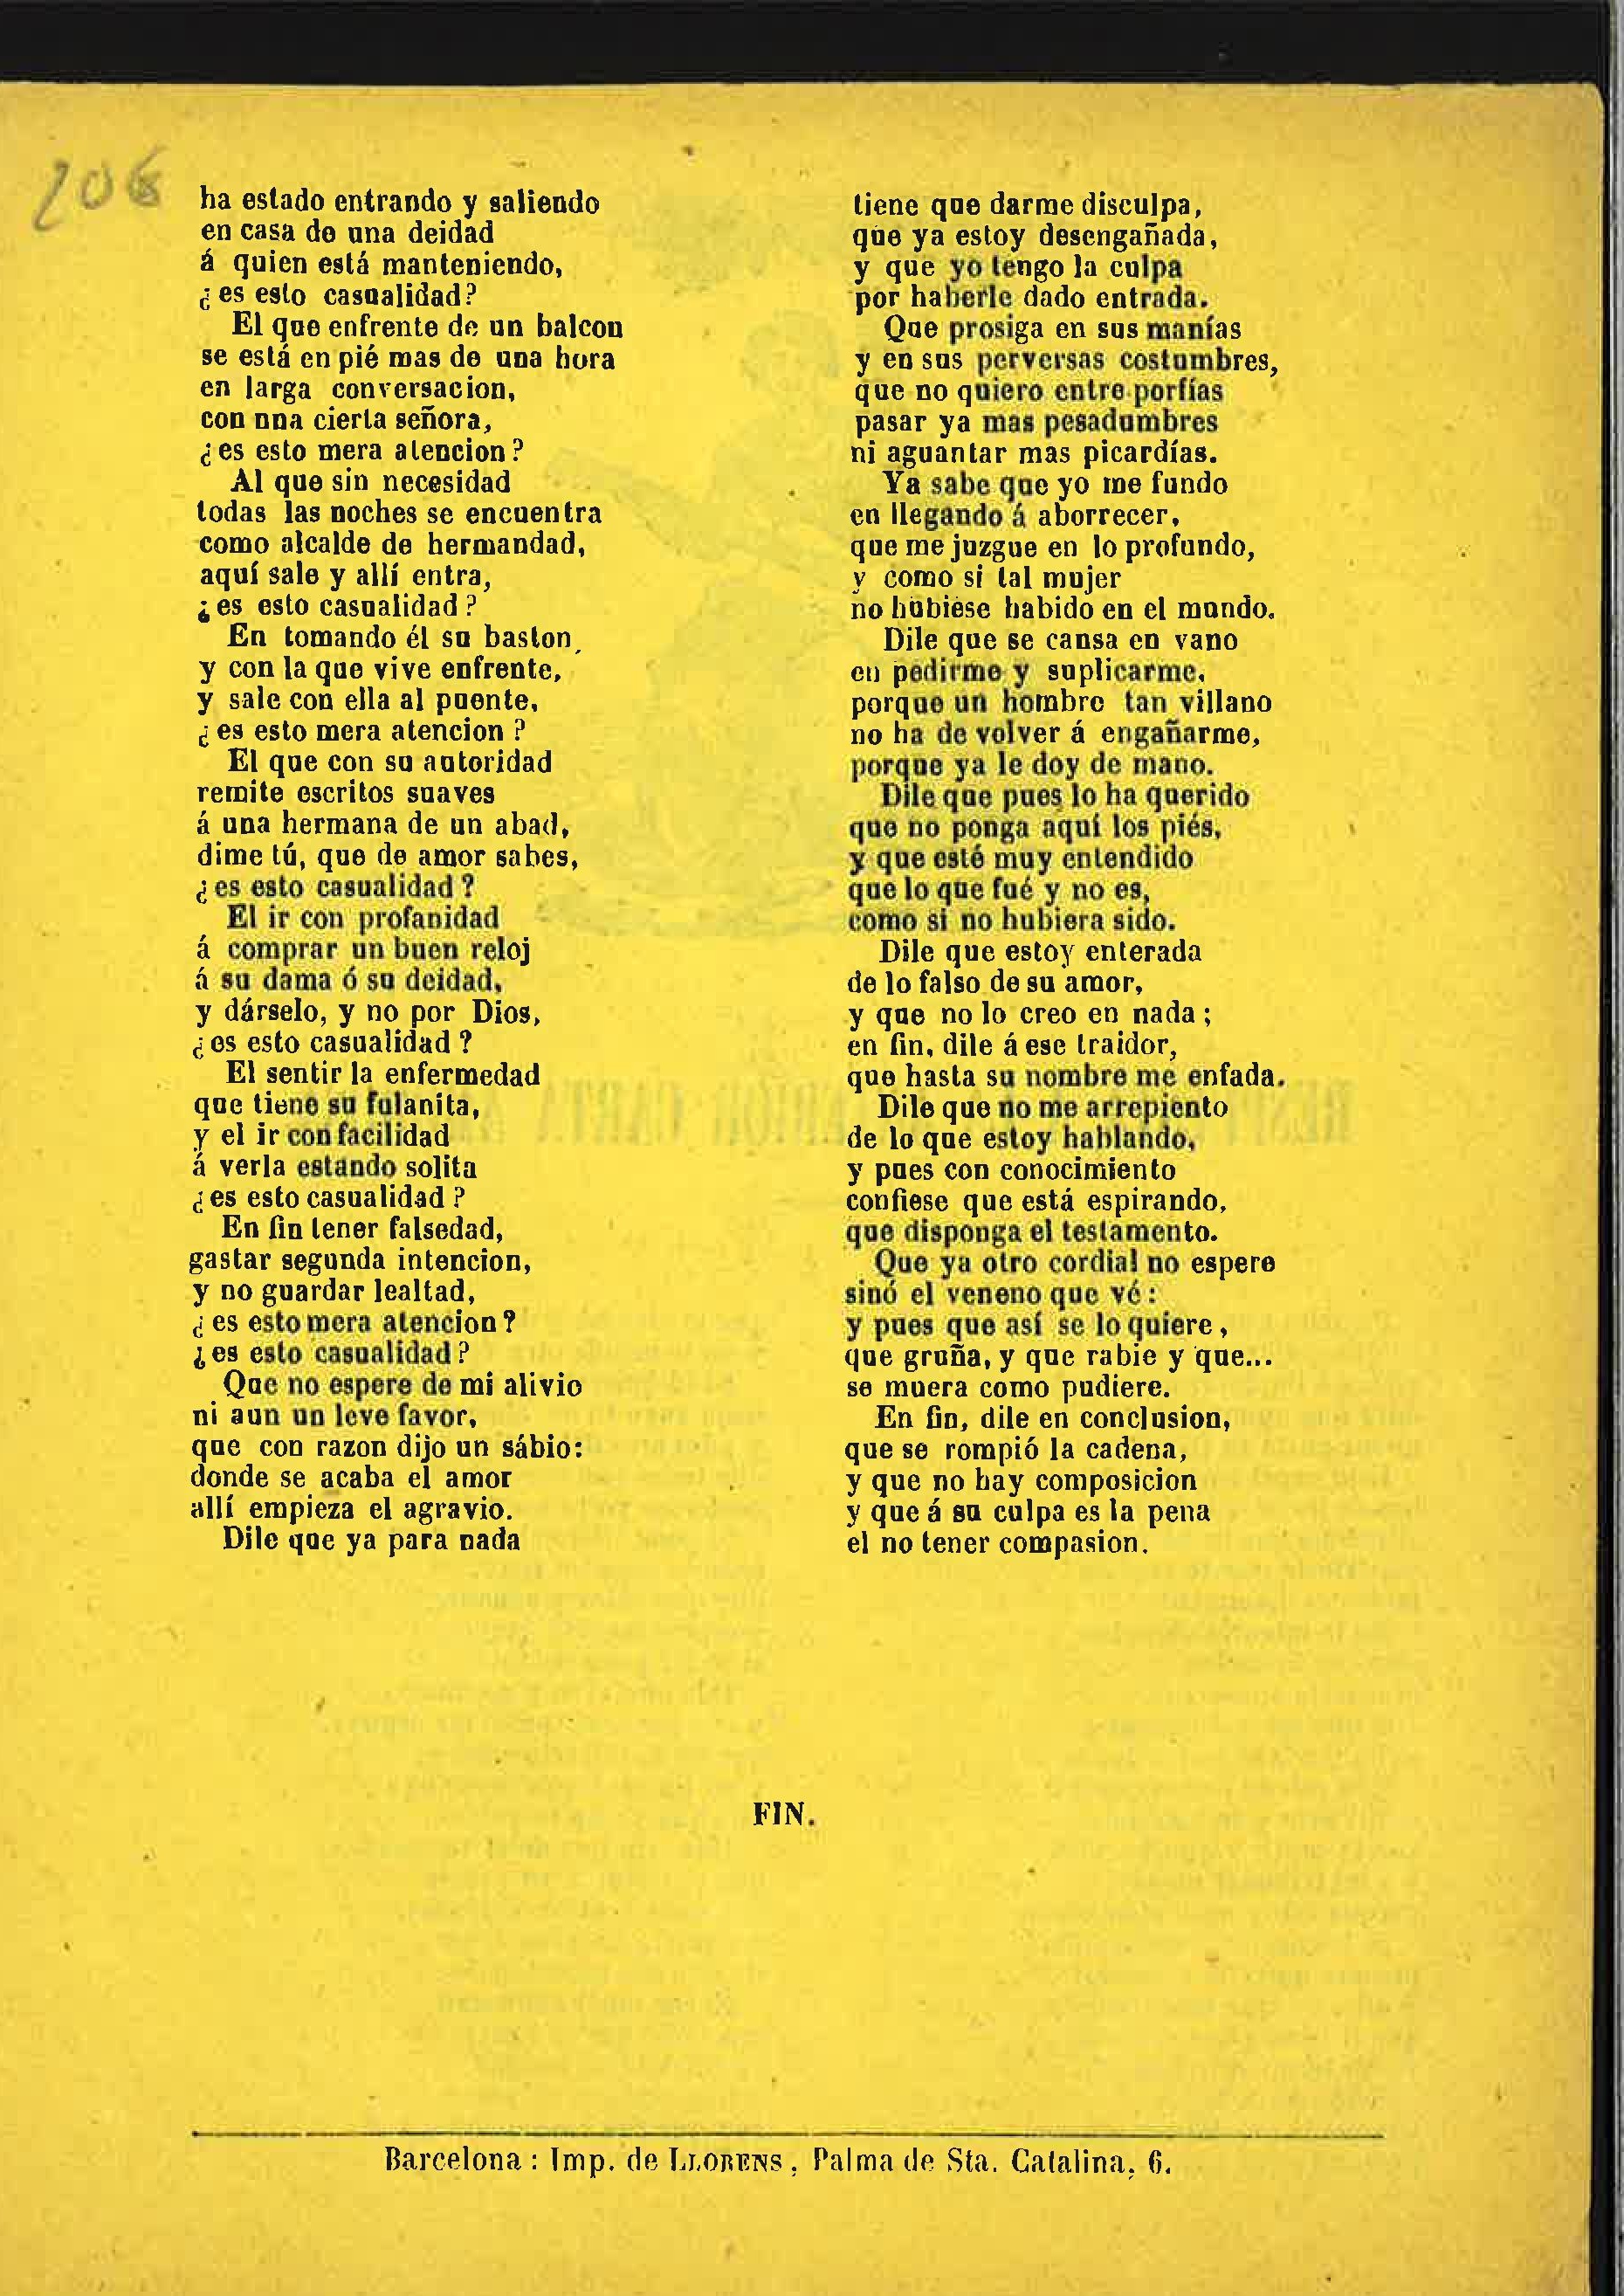 206
ha estado entrando y saliendo
en casa de una deidad
á quien está manteniendo,
¿es esto casualidad?
El que enfrente de un balcon
se está en pié mas de una hora
en larga conversacion,
con nna cierta señora,
¿es esto mera atencion?
Al que sin necesidad
todas las noches se encuentra
como alcalde de hermandad,
aquí sale y allí entra,
¿es esto casualidad?
En tomando él su baston,
y con la que vive enfrente,
y sale con ella al puente,
¿es esto mera atencion?
El que con su autoridad
remite escritos suaves
á una hermana de un abad,
dime tú, que de amor sabes,
¿es esto casualidad?
El ir con profanidad
á comprar un buen reloj
á su dama ó su deidad,
y dárselo, y no por Dios,
¿es esto casualidad?
El sentir la enfermedad
que tiene su fulanita,
y el ir con facilidad
á verla estando solita
¿es esto casualidad?
En fin tener falsedad,
gastar segunda intencion,
y no guardar lealtad,
¿es esto mera atencion?
¿es esto casualidad?
Que no espere de mi alivio
ni aun un leve favor,
que con razon dijo un sábio:
donde se acaba el amor
allí empieza el agravio.
Dile que ya para nada
tiene que darme disculpa,
que ya estoy desengañada,
y que yo tengo la culpa
por haberle dado entrada.
Que prosiga en sus manías
y en sus perversas costumbres,
que no quiero entre porfías
pasar ya mas pesadumbres
ni aguantar mas picardías.
Ya sabe que yo me fundo
en llegando á aborrecer,
que me juzgue en lo profundo,
y como si tal mujer
no hubiese habido en el mundo.
Dile que se cansa en vano
en pedirme y suplicarme,
porque un hombre tan villano
no ha de volver á engañarme,
porque ya le doy de mano.
Dile que pues lo ha querido
que no ponga aquí los piés,
y que esté muy entendido
que lo que fué y no es,
como si no hubiera sido.
Dile que estoy enterada
de lo falso de su amor,
y que no lo creo en nada;
en fin, dile á ese traidor,
que hasta su nombre me enfada.
Dile que no me arrepiento
de lo que estoy hablando,
y pues con conocimiento
confiese que está espirando,
que disponga el testamento.
Que ya otro cordial no espere
sinó el veneno que vé:
y pues que así se lo quiere,
que gruña, y que rabie y que...
se muera como pudiere.
En fin, dile en conclusion,
que se rompió la cadena,
y que no hay composicion
y que á su culpa es la pena
el no tener compasion.
FIN.
Barcelona: Imp. de LLORENS, Palma de Sta. Catalina, 6.